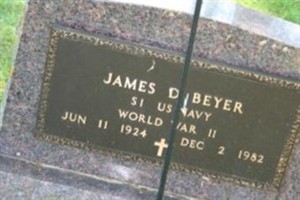 JAMES D BEYER
S1 US NAVY
WORLD WAR II
JUN 11 1924 DEC 2 1982